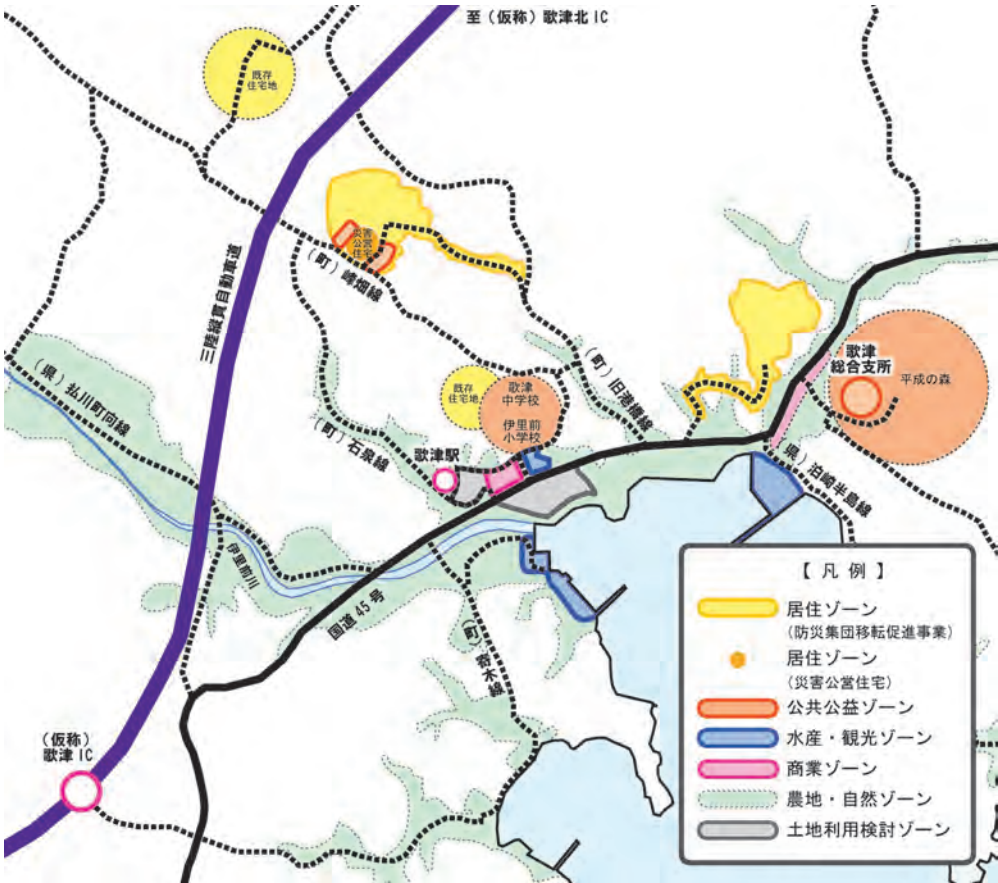 至（仮称）歌津北IC
既存
住宅地
災害
公営
住宅
（町）峰畑線
三陸縦貫自動車道
（県）払川町向線
（町）石泉線
既存
住宅地
歌津
中学校
伊里前
小学校
（町）旧湊橋線
歌津
総合支所
平成の森
歌津駅
（県）泊崎半島線
伊里前川
国道45号
（町）寄木線
（仮称）
歌津IC
【凡例】
居住ゾーン
（防災集団移転促進事業）
居住ゾーン
（災害公営住宅）
公共公益ゾーン
水産・観光ゾーン
商業ゾーン
農地・自然ゾーン
土地利用検討ゾーン